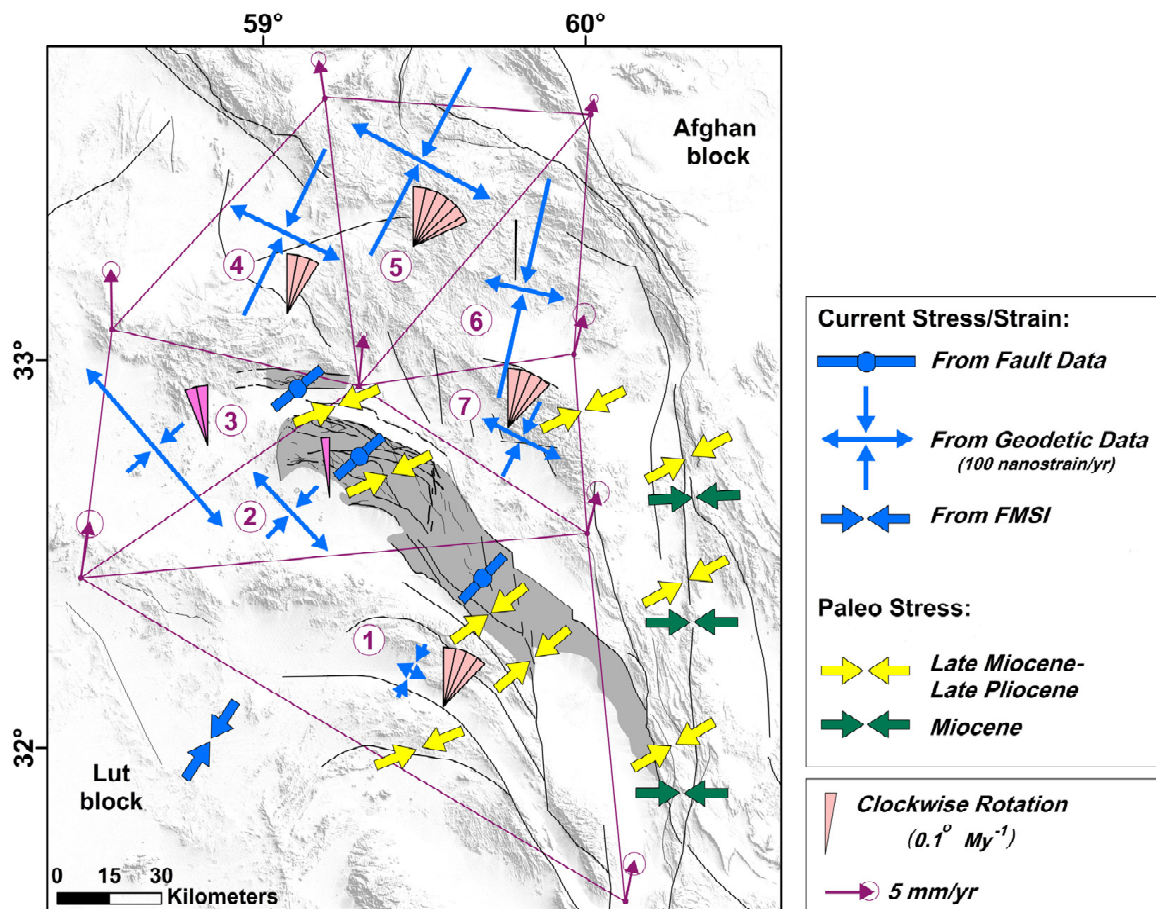 59°
60°
Afghan
block
4
5
6
33°
3
7
2
1
32°
Lut
block
0 15 30
Kilometers
Current Stress/Strain:
From Fault Data
From Geodetic Data
(100 nanostrain/yr)
From FMSI
Paleo Stress:
Late Miocene-
Late Pliocene
Miocene
Clockwise Rotation
(0.1° My⁻¹)
5 mm/yr